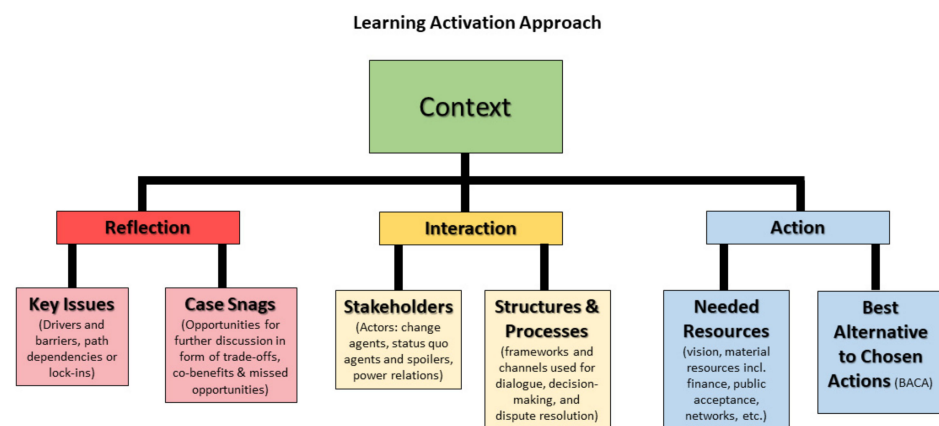 Learning Activation Approach
Context
Reflection
Interaction
Action
Key Issues
(Drivers and
barriers, path
dependencies or
lock-ins)
Case Snags
(Opportunities for
further discussion in
form of trade-offs,
co-benefits & missed
opportunities)
Stakeholders
(Actors: change
agents, status quo
agents and spoilers,
power relations)
Structures &
Processes
(frameworks and
channels used for
dialogue, decision-
making, and
dispute resolution)
Needed
Resources
(vision, material
resources incl.
finance, public
acceptance,
networks, etc.)
Best
Alternative
to Chosen
Actions (BACA)